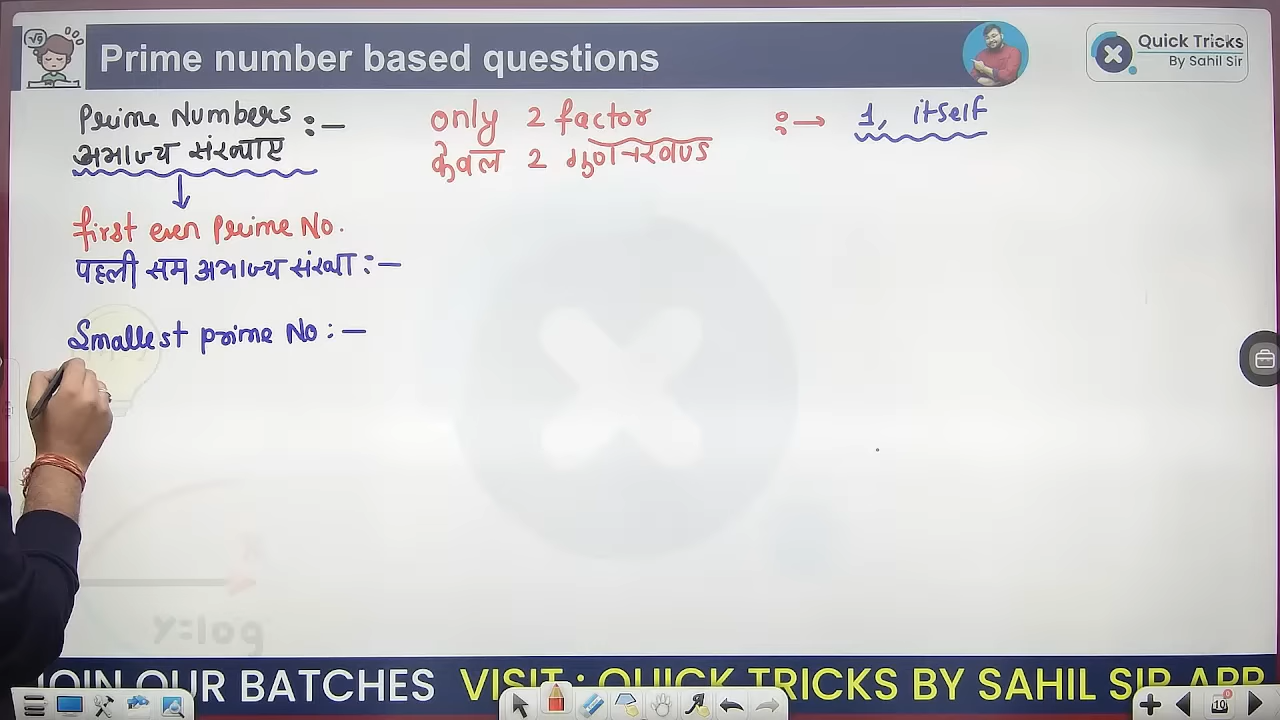 Prime number based questions
Quick Tricks
By Sahil Sir
Prime Numbers :-
अभाज्य संख्याए
only 2 factor :→ 1, itself
केवल 2 गुणनखण्ड
first even Prime No.
पहली सम अभाज्य संख्या :-
Smallest prime No :-
y=log
JOIN OUR BATCHES VISIT : QUICK TRICKS BY SAHIL SIR APP
10